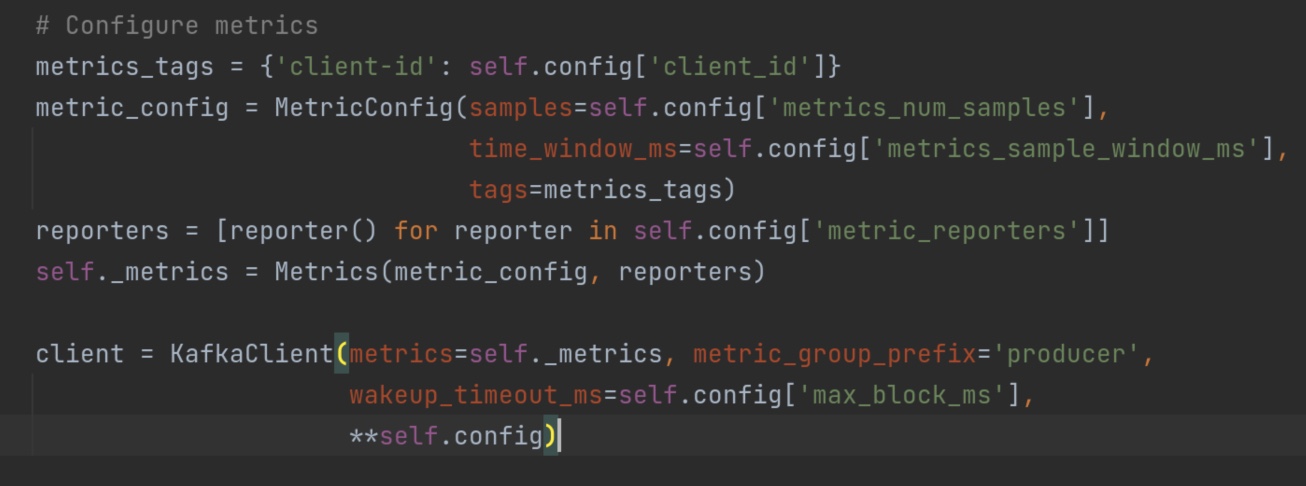 # Configure metrics
metrics_tags = {'client-id': self.config['client_id']}
metric_config = MetricConfig(samples=self.config['metrics_num_samples'],
                             time_window_ms=self.config['metrics_sample_window_ms'],
                             tags=metrics_tags)
reporters = [reporter() for reporter in self.config['metric_reporters']]
self._metrics = Metrics(metric_config, reporters)

client = KafkaClient(metrics=self._metrics, metric_group_prefix='producer',
                     wakeup_timeout_ms=self.config['max_block_ms'],
                     **self.config)